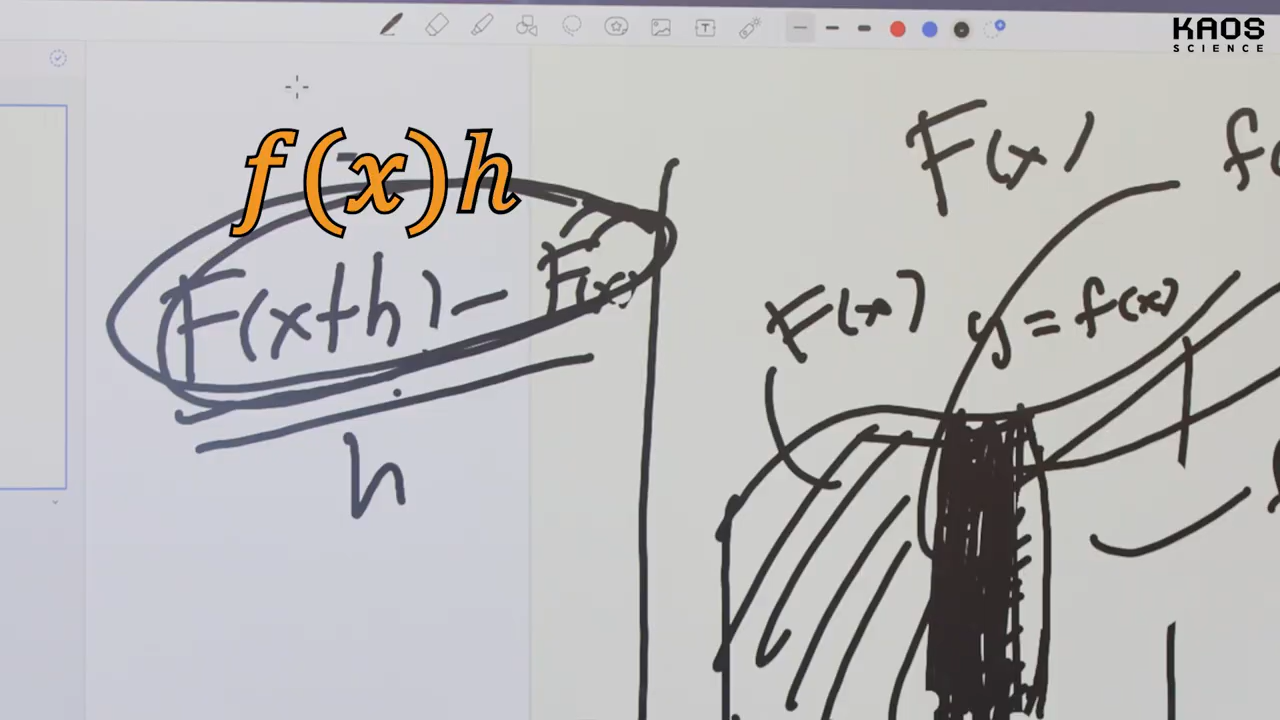 KAOS
SCIENCE
f(x)h
F(x+h)-F(x)
h
F(x)
F(x)
y=f(x)